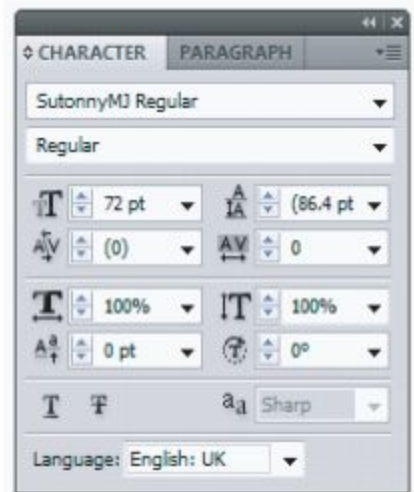 CHARACTER PARAGRAPH
SutonnyMJ Regular
Regular
72 pt (86.4 pt
(0) 0
100% 100%
0 pt 0°
T T aa Sharp
Language: English: UK